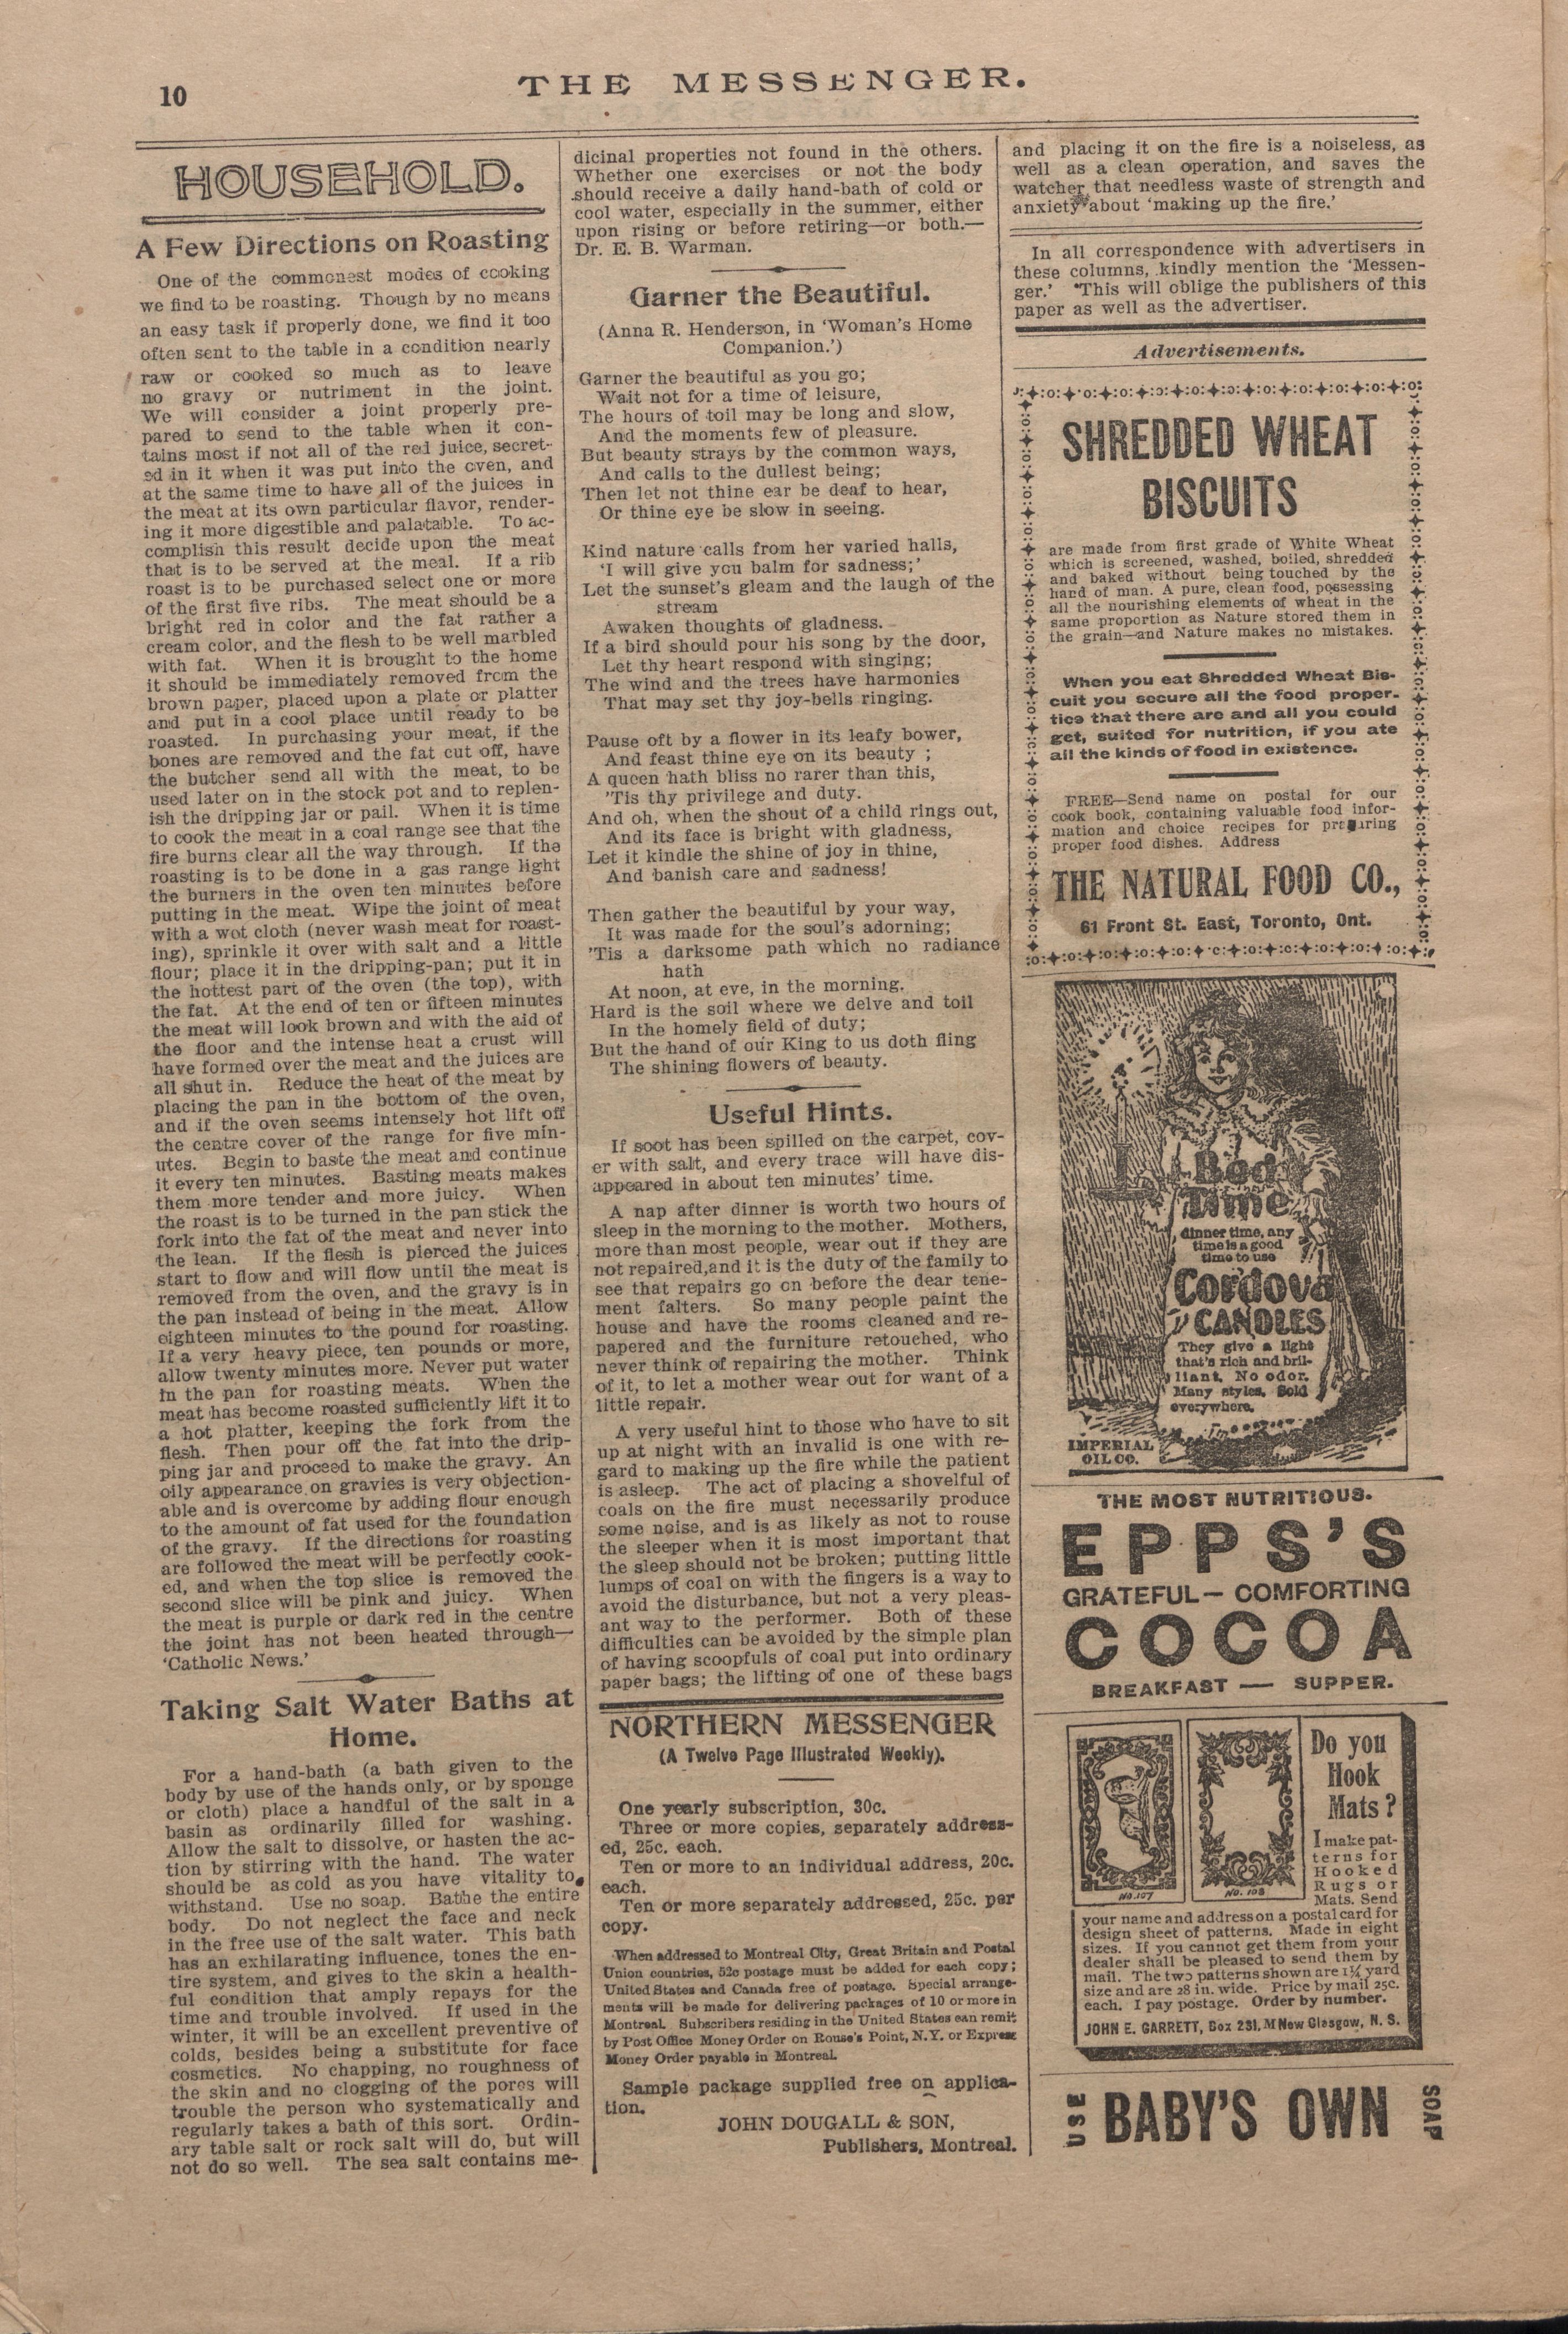 10
THE MESSENGER.
HOUSEHOLD.
A Few Directions on Roasting
One of the commonest modes of cooking
we find to be roasting. Though by no means
an easy task if properly done, we find it too
often sent to the table in a condition nearly
raw or cooked so much as to leave
no gravy or nutriment in the joint.
We will consider a joint properly pre-
pared to send to the table when it con-
tains most if not all of the red juice, secret-
ed in it when it was put into the oven, and
at the same time to have all of the juices in
the meat at its own particular flavor, render-
ing it more digestible and palatable. To ac-
complish this result decide upon the meat
that is to be served at the meal. If a rib
roast is to be purchased select one or more
of the first five ribs. The meat should be a
bright red in color and the fat rather a
cream color, and the flesh to be well marbled
with fat. When it is brought to the home
it should be immediately removed from the
brown paper, placed upon a plate or platter
and put in a cool place until ready to be
roasted. In purchasing your meat, if the
bones are removed and the fat cut off, have
the butcher send all with the meat, to be
used later on in the stock pot and to replen-
ish the dripping jar or pail. When it is time
to cook the meat in a coal range see that the
fire burns clear all the way through. If the
roasting is to be done in a gas range light
the burners in the oven ten minutes before
putting in the meat. Wipe the joint of meat
with a wet cloth (never wash meat for roast-
ing), sprinkle it over with salt and a little
flour; place it in the dripping-pan; put it in
the hottest part of the oven (the top), with
the fat. At the end of ten or fifteen minutes
the meat will look brown and with the aid of
the floor and the intense heat a crust will
have formed over the meat and the juices are
all shut in. Reduce the heat of the meat by
placing the pan in the bottom of the oven,
and if the oven seems intensely hot lift off
the centre cover of the range for five min-
utes. Begin to baste the meat and continue
it every ten minutes. Basting meats makes
them more tender and more juicy. When
the roast is to be turned in the pan stick the
fork into the fat of the meat and never into
the lean. If the flesh is pierced the juices
start to flow and will flow until the meat is
removed from the oven, and the gravy is in
the pan instead of being in the meat. Allow
eighteen minutes to the pound for roasting.
If a very heavy piece, ten pounds or more,
allow twenty minutes more. Never put water
in the pan for roasting meats. When the
meat has become roasted sufficiently lift it to
a hot platter, keeping the fork from the
flesh. Then pour off the fat into the drip-
ping jar and proceed to make the gravy. An
oily appearance on gravies is very objection-
able and is overcome by adding flour enough
to the amount of fat used for the foundation
of the gravy. If the directions for roasting
are followed the meat will be perfectly cook-
ed, and when the top slice is removed the
second slice will be pink and juicy. When
the meat is purple or dark red in the centre
the joint has not been heated through—
'Catholic News.'
Taking Salt Water Baths at
Home.
For a hand-bath (a bath given to the
body by use of the hands only, or by sponge
or cloth) place a handful of the salt in a
basin as ordinarily filled for washing.
Allow the salt to dissolve, or hasten the ac-
tion by stirring with the hand. The water
should be as cold as you have vitality to
withstand. Use no soap. Bathe the entire
body. Do not neglect the face and neck
in the free use of the salt water. This bath
has an exhilarating influence, tones the en-
tire system, and gives to the skin a health-
ful condition that amply repays for the
time and trouble involved. If used in the
winter, it will be an excellent preventive of
colds, besides being a substitute for face
cosmetics. No chapping, no roughness of
the skin and no clogging of the pores will
trouble the person who systematically and
regularly takes a bath of this sort. Ordin-
ary table salt or rock salt will do, but will
not do so well. The sea salt contains me-
dicinal properties not found in the others.
Whether one exercises or not the body
should receive a daily hand-bath of cold or
cool water, especially in the summer, either
upon rising or before retiring—or both.—
Dr. E. B. Warman.
Garner the Beautiful.
(Anna R. Henderson, in 'Woman's Home
Companion.')
Garner the beautiful as you go;
Wait not for a time of leisure,
The hours of toil may be long and slow,
And the moments few of pleasure.
But beauty strays by the common ways,
And calls to the dullest being;
Then let not thine ear be deaf to hear,
Or thine eye be slow in seeing.
Kind nature calls from her varied halls,
'I will give you balm for sadness;'
Let the sunset's gleam and the laugh of the
stream
Awaken thoughts of gladness.
If a bird should pour his song by the door,
Let thy heart respond with singing;
The wind and the trees have harmonies
That may set thy joy-bells ringing.
Pause oft by a flower in its leafy bower,
And feast thine eye on its beauty ;
A queen hath bliss no rarer than this,
'Tis thy privilege and duty.
And oh, when the shout of a child rings out,
And its face is bright with gladness,
Let it kindle the shine of joy in thine,
And banish care and sadness!
Then gather the beautiful by your way,
It was made for the soul's adorning;
'Tis a darksome path which no radiance
hath
At noon, at eve, in the morning.
Hard is the soil where we delve and toil
In the homely field of duty;
But the hand of our King to us doth fling
The shining flowers of beauty.
Useful Hints.
If soot has been spilled on the carpet, cov-
er with salt, and every trace will have dis-
appeared in about ten minutes' time.
A nap after dinner is worth two hours of
sleep in the morning to the mother. Mothers,
more than most people, wear out if they are
not repaired,and it is the duty of the family to
see that repairs go on before the dear tene-
ment falters. So many people paint the
house and have the rooms cleaned and re-
papered and the furniture retouched, who
never think of repairing the mother. Think
of it, to let a mother wear out for want of a
little repair.
A very useful hint to those who have to sit
up at night with an invalid is one with re-
gard to making up the fire while the patient
is asleep. The act of placing a shovelful of
coals on the fire must necessarily produce
some noise, and is as likely as not to rouse
the sleeper when it is most important that
the sleep should not be broken; putting little
lumps of coal on with the fingers is a way to
avoid the disturbance, but not a very pleas-
ant way to the performer. Both of these
difficulties can be avoided by the simple plan
of having scoopfuls of coal put into ordinary
paper bags; the lifting of one of these bags
NORTHERN MESSENGER
(A Twelve Page Illustrated Weekly).
One yearly subscription, 30c.
Three or more copies, separately address-
ed, 25c. each.
Ten or more to an individual address, 20c.
each.
Ten or more separately addressed, 25c. per
copy.
When addressed to Montreal City, Great Britain and Postal
Union countries, 52c postage must be added for each copy;
United States and Canada free of postage. Special arrange-
ments will be made for delivering packages of 10 or more in
Montreal. Subscribers residing in the United States can remit
by Post Office Money Order on Rouse's Point, N.Y. or Express
Money Order payable in Montreal.
Sample package supplied free on applica-
tion.
JOHN DOUGALL & SON,
Publishers, Montreal.
and placing it on the fire is a noiseless, as
well as a clean operation, and saves the
watcher that needless waste of strength and
anxiety about 'making up the fire.'
In all correspondence with advertisers in
these columns, kindly mention the 'Messen-
ger.' This will oblige the publishers of this
paper as well as the advertiser.
Advertisements.
SHREDDED WHEAT
BISCUITS
are made from first grade of White Wheat
which is screened, washed, boiled, shredded
and baked without being touched by the
hand of man. A pure, clean food, possessing
all the nourishing elements of wheat in the
same proportion as Nature stored them in
the grain—and Nature makes no mistakes.
When you eat Shredded Wheat Bis-
cuit you secure all the food proper-
ties that there are and all you could
get, suited for nutrition, if you ate
all the kinds of food in existence.
FREE—Send name on postal for our
cook book, containing valuable food infor-
mation and choice recipes for preparing
proper food dishes. Address
THE NATURAL FOOD CO.,
61 Front St. East, Toronto, Ont.
Bed
Time
dinner time, any
time is a good
time to use
Cordova
CANDLES
They give a light
that's rich and bril-
liant. No odor.
Many styles. Sold
everywhere.
IMPERIAL
OIL CO.
THE MOST NUTRITIOUS.
EPPS'S
GRATEFUL—COMFORTING
COCOA
BREAKFAST — SUPPER.
NO. 107
NO. 108
Do you
Hook
Mats?
I make pat-
terns for
Hooked
Rugs or
Mats. Send
your name and address on a postal card for
design sheet of patterns. Made in eight
sizes. If you cannot get them from your
dealer shall be pleased to send them by
mail. The two patterns shown are 1¼ yard
size and are 28 in. wide. Price by mail 25c.
each. I pay postage. Order by number.
JOHN E. GARRETT, Box 231, M New Glasgow, N. S.
USE BABY'S OWN SOAP